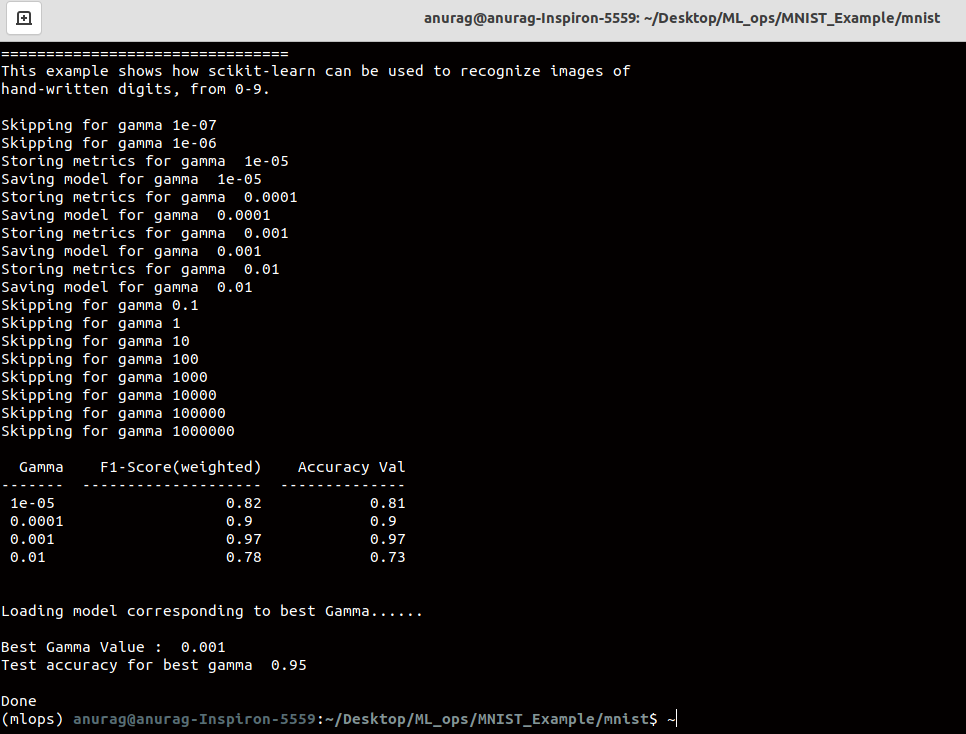 anurag@anurag-Inspiron-5559: ~/Desktop/ML_ops/MNIST_Example/mnist
================================
This example shows how scikit-learn can be used to recognize images of
hand-written digits, from 0-9.
Skipping for gamma 1e-07
Skipping for gamma 1e-06
Storing metrics for gamma  1e-05
Saving model for gamma  1e-05
Storing metrics for gamma  0.0001
Saving model for gamma  0.0001
Storing metrics for gamma  0.001
Saving model for gamma  0.001
Storing metrics for gamma  0.01
Saving model for gamma  0.01
Skipping for gamma 0.1
Skipping for gamma 1
Skipping for gamma 10
Skipping for gamma 100
Skipping for gamma 1000
Skipping for gamma 10000
Skipping for gamma 100000
Skipping for gamma 1000000
  Gamma    F1-Score(weighted)    Accuracy Val
-------  --------------------  --------------
 1e-05                   0.82            0.81
 0.0001                  0.9             0.9
 0.001                   0.97            0.97
 0.01                    0.78            0.73
Loading model corresponding to best Gamma......
Best Gamma Value :  0.001
Test accuracy for best gamma  0.95
Done
(mlops) anurag@anurag-Inspiron-5559:~/Desktop/ML_ops/MNIST_Example/mnist$ ~